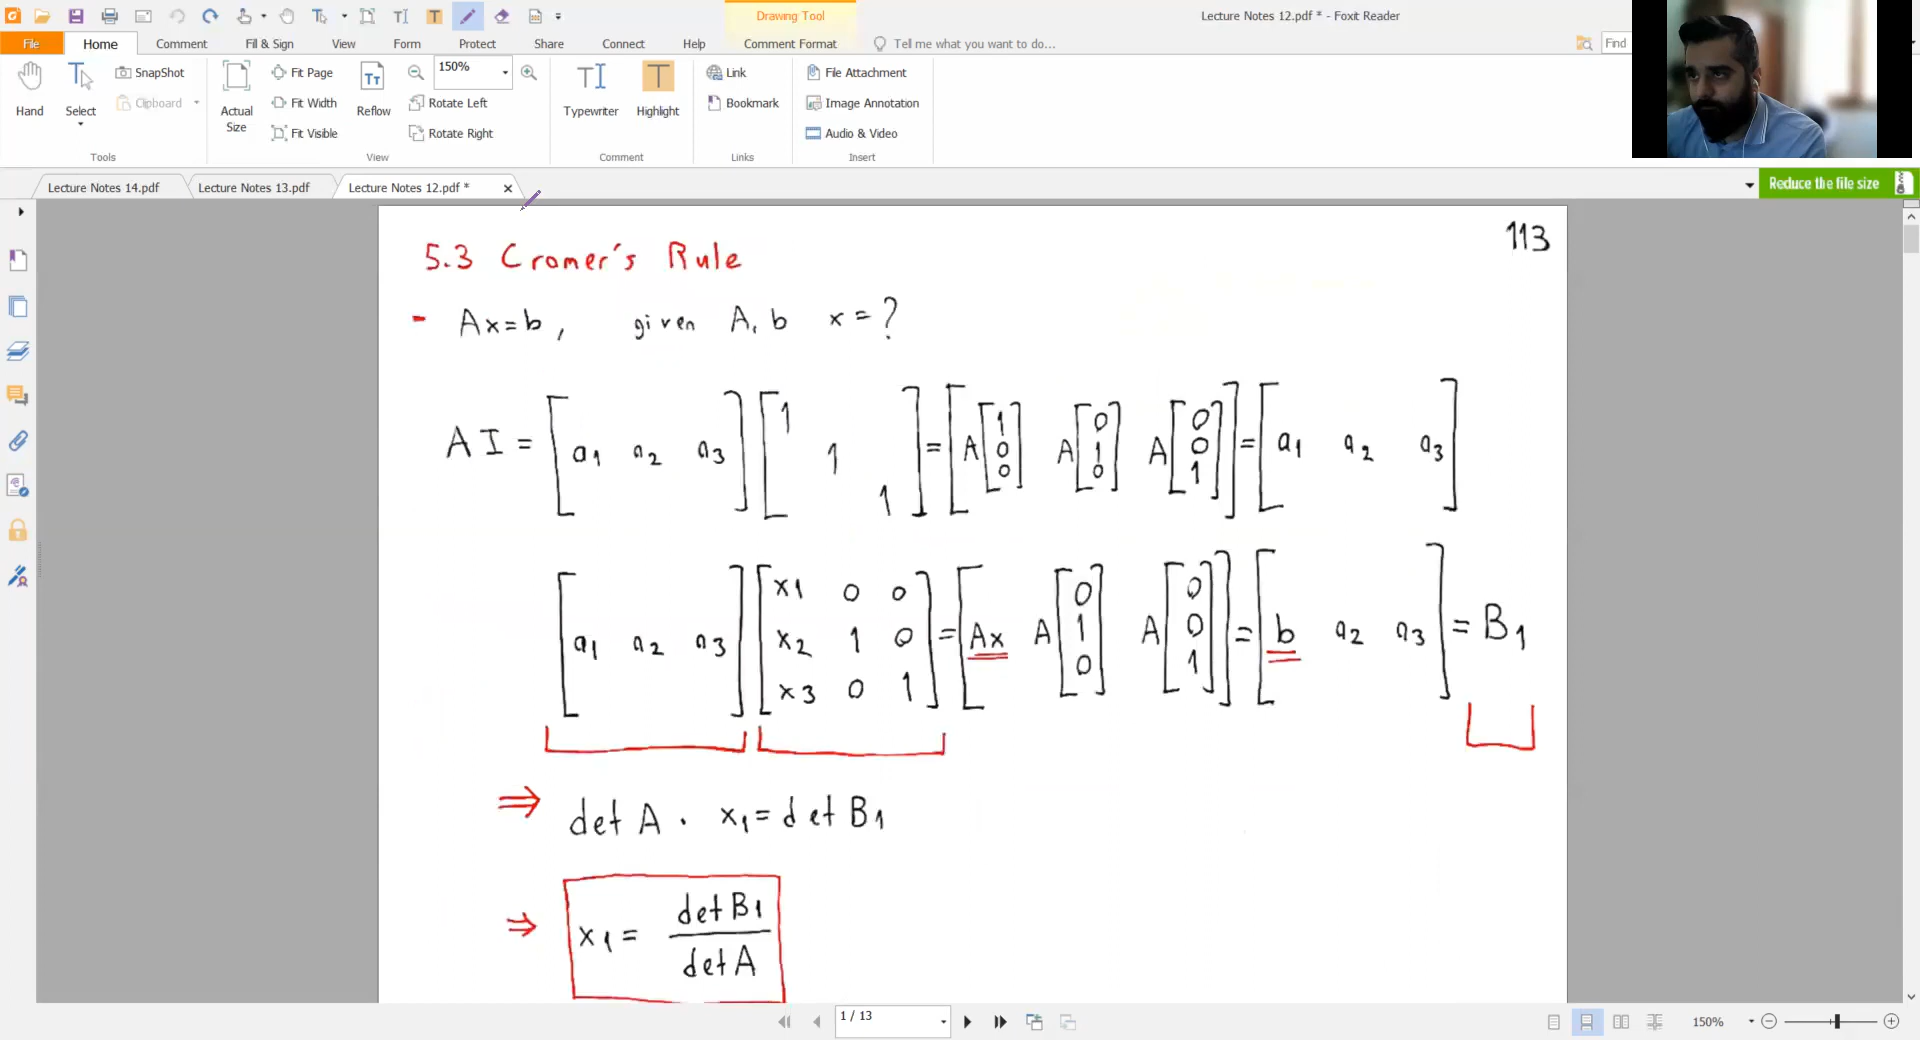 Lecture Notes 12.pdf * - Foxit Reader
Drawing Tool
File Home Comment Fill & Sign View Form Protect Share Connect Help Comment Format Tell me what you want to do... Find
Hand Select SnapShot Clipboard
Tools
Actual Size Fit Page Fit Width Fit Visible Reflow 150% Rotate Left Rotate Right
View
Typewriter Highlight
Comment
Link Bookmark
Links
File Attachment Image Annotation Audio & Video
Insert
Lecture Notes 14.pdf Lecture Notes 13.pdf Lecture Notes 12.pdf * Reduce the file size
113
5.3 Cramer's Rule
- Ax=b, given A, b x=?
A I = [a1 a2 a3] [1 1 1] = [A [1 0 0] A [0 1 0] A [0 0 1]] = [a1 a2 a3]
[a1 a2 a3] [x1 0 0 x2 1 0 x3 0 1] = [Ax A [0 1 0] A [0 0 1]] = [b a2 a3] = B1
⇒ det A . x1 = det B1
⇒ x1 = det B1 / det A
1 / 13
150%